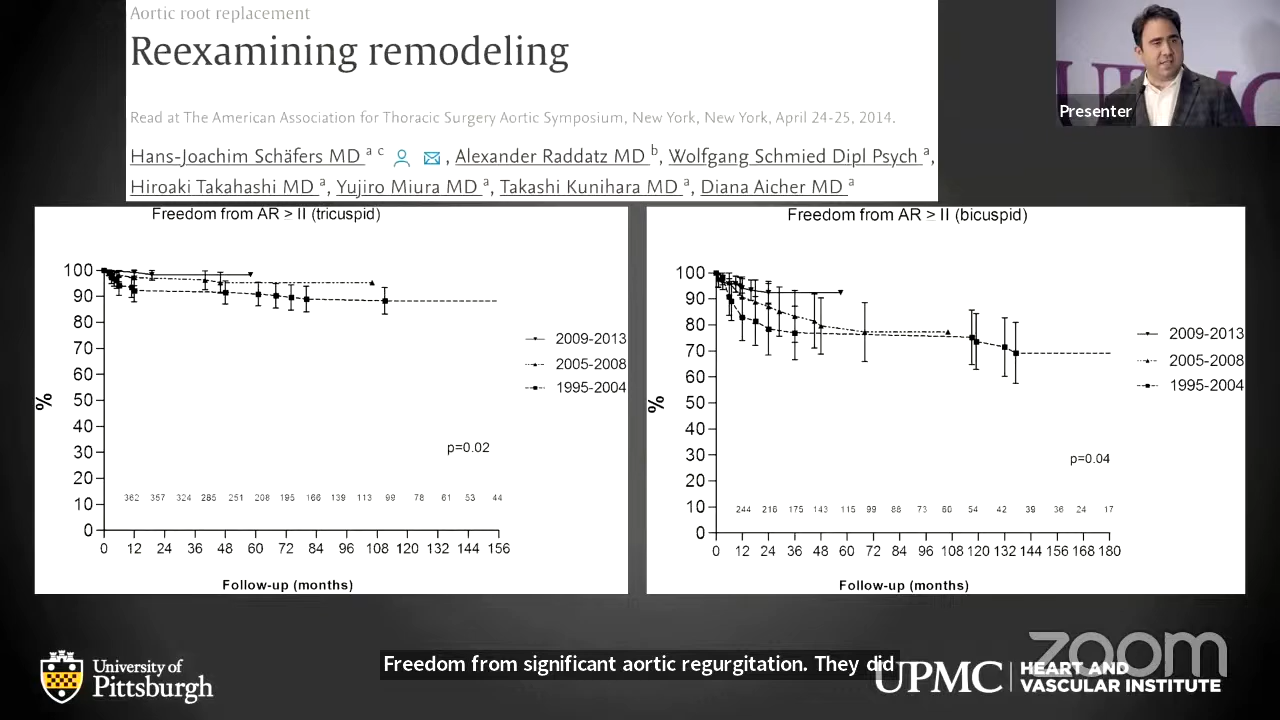 Aortic root replacement
Reexamining remodeling
Read at The American Association for Thoracic Surgery Aortic Symposium, New York, New York, April 24-25, 2014.
Hans-Joachim Schäfers MD a c , Alexander Raddatz MD b, Wolfgang Schmied Dipl Psych a,
Hiroaki Takahashi MD a, Yujiro Miura MD a, Takashi Kunihara MD a, Diana Aicher MD a
UPMC
Presenter
Freedom from AR ≥ II (tricuspid)
100
90
80
70
60
50
40
30
20
10
0
%
2009-2013
2005-2008
1995-2004
p=0.02
362 357 324 285 251 208 195 166 139 113 99 78 61 53 44
0 12 24 36 48 60 72 84 96 108 120 132 144 156
Follow-up (months)
Freedom from AR ≥ II (bicuspid)
100
90
80
70
60
50
40
30
20
10
0
%
2009-2013
2005-2008
1995-2004
p=0.04
244 216 175 143 115 99 88 73 60 54 42 39 36 24 17
0 12 24 36 48 60 72 84 96 108 120 132 144 156 168 180
Follow-up (months)
University of
Pittsburgh
Freedom from significant aortic regurgitation. They did
UPMC
HEART AND
VASCULAR INSTITUTE
zoom